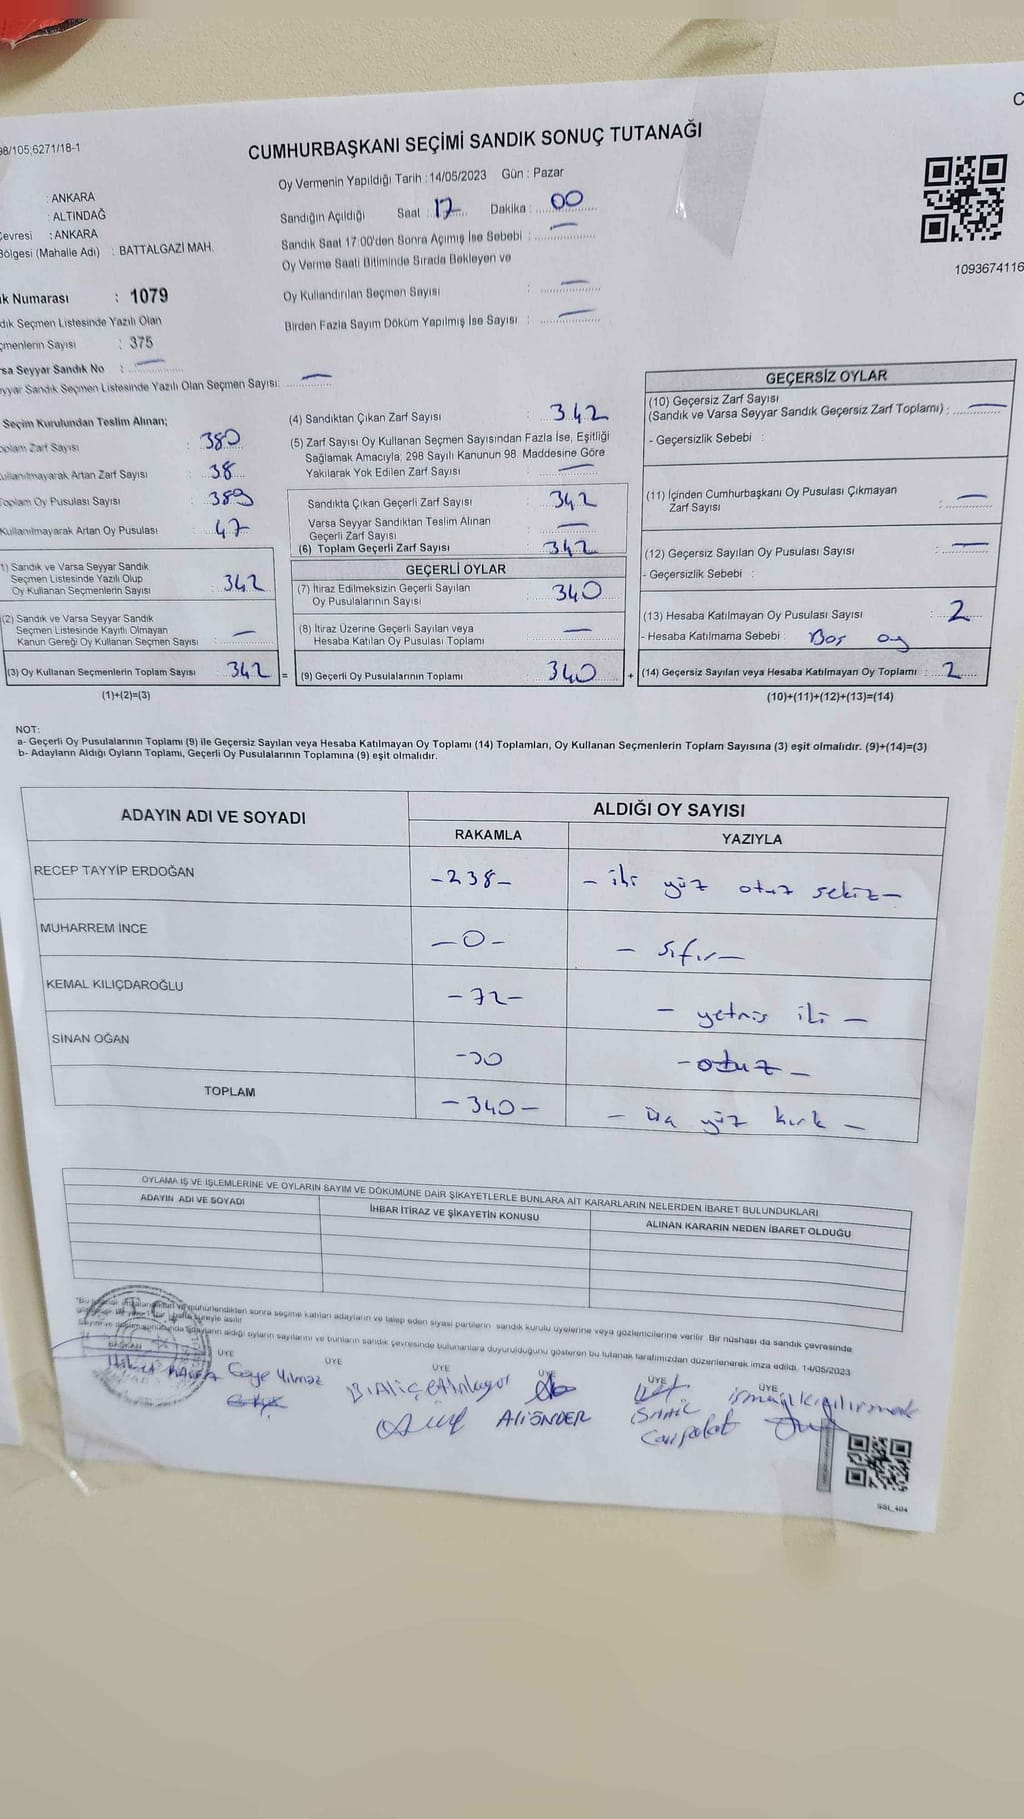 98/105;6271/18-1
CUMHURBAŞKANI SEÇİMİ SANDIK SONUÇ TUTANAĞI
C
: ANKARA
: ALTINDAĞ
Çevresi : ANKARA
Bölgesi (Mahalle Adı) : BATTALGAZİ MAH.
Oy Vermenin Yapıldığı Tarih : 14/05/2023 Gün : Pazar
Sandığın Açıldığı Saat : 17 Dakika : 00
Sandık Saat 17:00'den Sonra Açımış İse Sebebi : —
Oy Verme Saati Bitiminde Sırada Bekleyen ve
Oy Kullandırılan Seçmen Sayısı : —
Birden Fazla Sayım Döküm Yapılmış İse Sayısı : —
1093674116
ık Numarası : 1079
dık Seçmen Listesinde Yazılı Olan
çmenlerin Sayısı : 375
rsa Seyyar Sandık No : —
yyar Sandık Seçmen Listesinde Yazılı Olan Seçmen Sayısı: —
Seçim Kurulundan Teslim Alınan;
oplam Zarf Sayısı : 380
ullanılmayarak Artan Zarf Sayısı : 38
Toplam Oy Pusulası Sayısı : 389
Kullanılmayarak Artan Oy Pusulası : 47
1) Sandık ve Varsa Seyyar Sandık
Seçmen Listesinde Yazılı Olup
Oy Kullanan Seçmenlerin Sayısı : 342
(2) Sandık ve Varsa Seyyar Sandık
Seçmen Listesinde Kayıtlı Olmayan
Kanun Gereği Oy Kullanan Seçmen Sayısı : —
(3) Oy Kullanan Seçmenlerin Toplam Sayısı : 342 =
(1)+(2)=(3)
(4) Sandıktan Çıkan Zarf Sayısı : 342
(5) Zarf Sayısı Oy Kullanan Seçmen Sayısından Fazla İse, Eşitliği
Sağlamak Amacıyla; 298 Sayılı Kanunun 98. Maddesine Göre
Yakılarak Yok Edilen Zarf Sayısı : —
Sandıkta Çıkan Geçerli Zarf Sayısı : 342
Varsa Seyyar Sandıktan Teslim Alınan
Geçerli Zarf Sayısı : —
(6) Toplam Geçerli Zarf Sayısı : 342
GEÇERLİ OYLAR
(7) İtiraz Edilmeksizin Geçerli Sayılan
Oy Pusulalarının Sayısı : 340
(8) İtiraz Üzerine Geçerli Sayılan veya
Hesaba Katılan Oy Pusulası Toplamı : —
(9) Geçerli Oy Pusulalarının Toplamı : 340 +
GEÇERSİZ OYLAR
(10) Geçersiz Zarf Sayısı
(Sandık ve Varsa Seyyar Sandık Geçersiz Zarf Toplamı) : —
- Geçersizlik Sebebi :
(11) İçinden Cumhurbaşkanı Oy Pusulası Çıkmayan
Zarf Sayısı : —
(12) Geçersiz Sayılan Oy Pusulası Sayısı : —
- Geçersizlik Sebebi :
(13) Hesaba Katılmayan Oy Pusulası Sayısı : 2
- Hesaba Katılmama Sebebi : Boş oy
(14) Geçersiz Sayılan veya Hesaba Katılmayan Oy Toplamı : 2
(10)+(11)+(12)+(13)=(14)
NOT:
a- Geçerli Oy Pusulalarının Toplamı (9) ile Geçersiz Sayılan veya Hesaba Katılmayan Oy Toplamı (14) Toplamları, Oy Kullanan Seçmenlerin Toplam Sayısına (3) eşit olmalıdır. (9)+(14)=(3)
b- Adayların Aldığı Oyların Toplamı, Geçerli Oy Pusulalarının Toplamına (9) eşit olmalıdır.
ADAYIN ADI VE SOYADI ALDIĞI OY SAYISI
RAKAMLA YAZIYLA
RECEP TAYYİP ERDOĞAN -238- - iki yüz otuz sekiz -
MUHARREM İNCE -0- - sıfır -
KEMAL KILIÇDAROĞLU -72- - yetmiş iki -
SİNAN OĞAN -30 - otuz -
TOPLAM -340- - üç yüz kırk -
OYLAMA İŞ VE İŞLEMLERİNE VE OYLARIN SAYIM VE DÖKÜMÜNE DAİR ŞİKAYETLERLE BUNLARA AİT KARARLARIN NELERDEN İBARET BULUNDUKLARI
ADAYIN ADI VE SOYADI İHBAR İTİRAZ VE ŞİKAYETİN KONUSU ALINAN KARARIN NEDEN İBARET OLDUĞU
mühürlendikten sonra seçime katılan adayların ve talep eden siyasi partilerin sandık kurulu üyelerine veya gözlemcilerine verilir. Bir nüshası da sandık çevresinde
adayların aldığı oyların sayılarını ve bunların sandık çevresinde bulunanlara duyurulduğunu gösteren bu tutanak tarafımızdan düzenlenerek imza edildi. 14/05/2023
BAŞKAN ÜYE ÜYE ÜYE ÜYE ÜYE ÜYE
Gaye Yılmaz
ALİ ÖNDER
İsmail
Canpolat
SSL_404